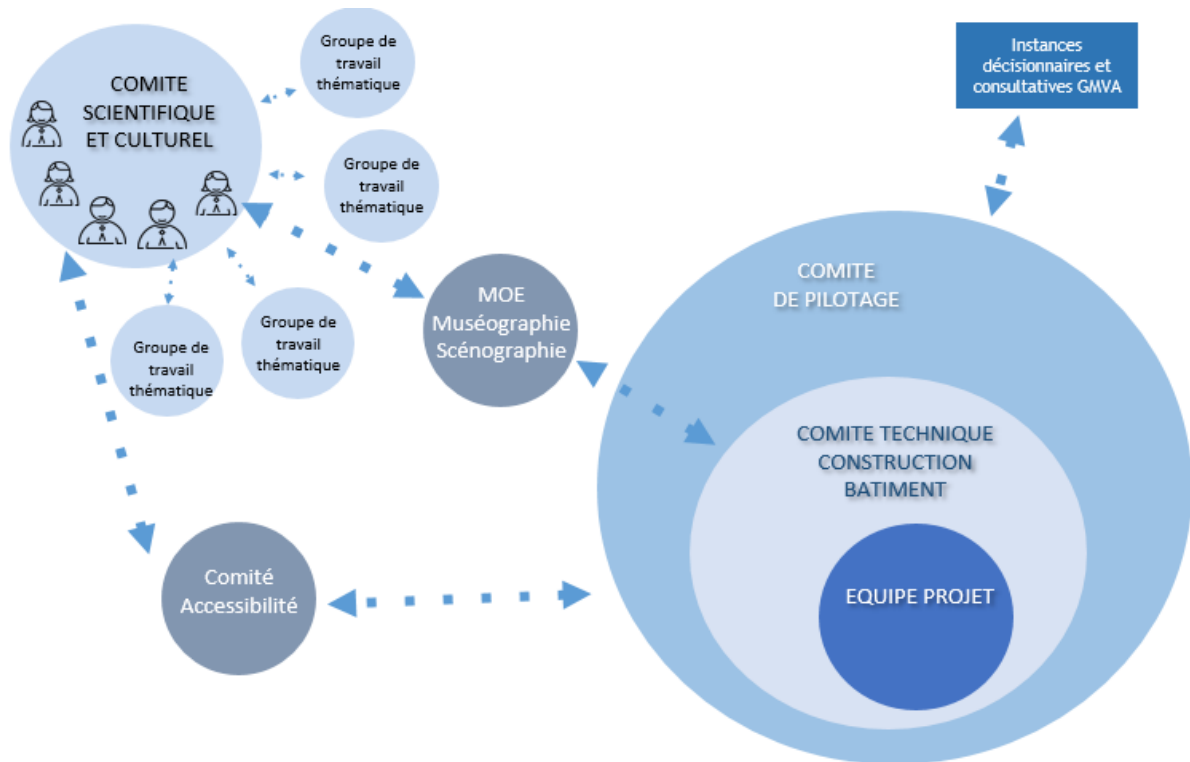 COMITE
SCIENTIFIQUE
ET CULTUREL
Groupe de
travail
thématique
Groupe de
travail
thématique
Groupe de
travail
thématique
Groupe de
travail
thématique
MOE
Muséographie
Scénographie
Comité
Accessibilité
Instances
décisionnaires et
consultatives GMVA
COMITE
DE PILOTAGE
COMITE TECHNIQUE
CONSTRUCTION
BATIMENT
EQUIPE PROJET